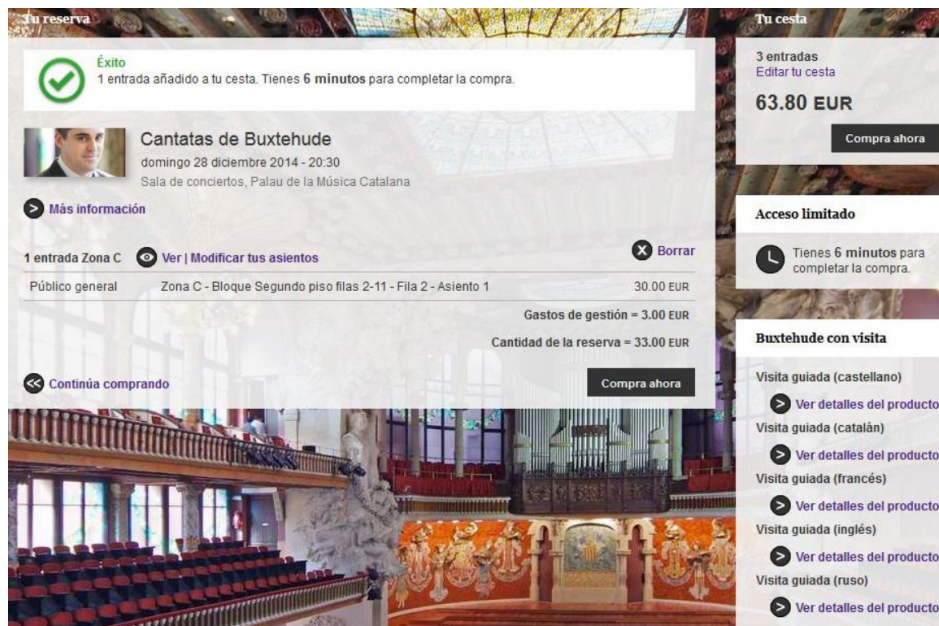 Tu reserva
Éxito
1 entrada añadido a tu cesta. Tienes 6 minutos para completar la compra.
Cantatas de Buxtehude
domingo 28 diciembre 2014 - 20:30
Sala de conciertos, Palau de la Música Catalana
Más información
1 entrada Zona C
Ver | Modificar tus asientos
Borrar
Público general
Zona C - Bloque Segundo piso filas 2-11 - Fila 2 - Asiento 1
30.00 EUR
Gastos de gestión = 3.00 EUR
Cantidad de la reserva = 33.00 EUR
Continúa comprando
Compra ahora
Tu cesta
3 entradas
Editar tu cesta
63.80 EUR
Compra ahora
Acceso limitado
Tienes 6 minutos para
completar la compra.
Buxtehude con visita
Visita guiada (castellano)
Ver detalles del producto
Visita guiada (catalán)
Ver detalles del producto
Visita guiada (francés)
Ver detalles del producto
Visita guiada (inglés)
Ver detalles del producto
Visita guiada (ruso)
Ver detalles del producto